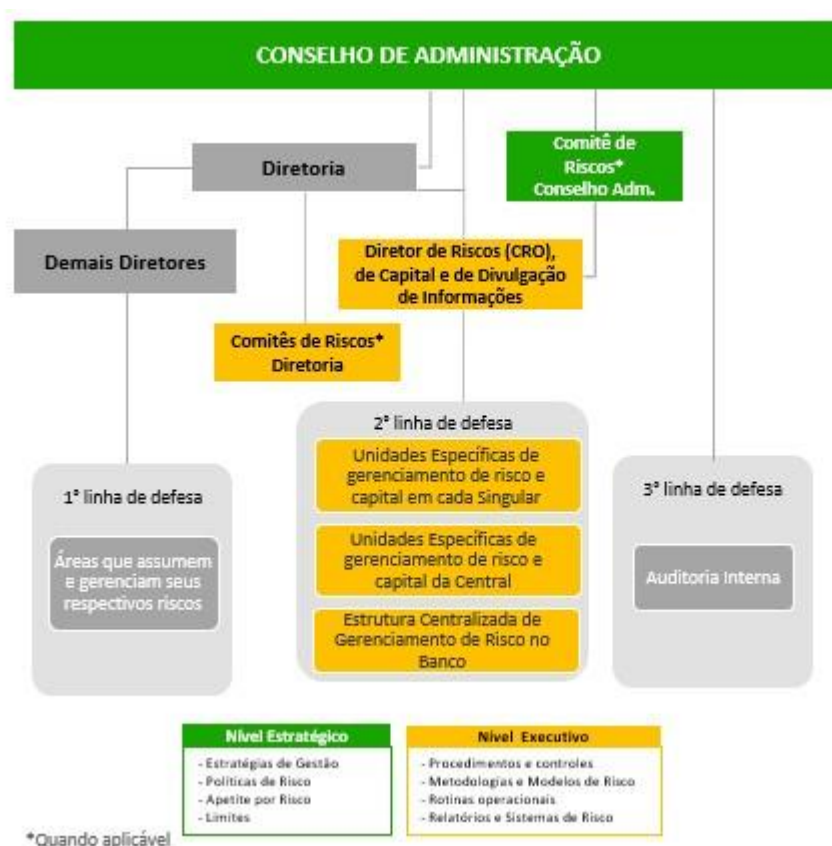 CONSELHO DE ADMINISTRAÇÃO
Diretoria
Comitê de
Riscos*
Conselho Adm.
Demais Diretores
Diretor de Riscos (CRO),
de Capital e de Divulgação
de Informações
Comitês de Riscos*
Diretoria
1° linha de defesa
Áreas que assumem
e gerenciam seus
respectivos riscos
2° linha de defesa
Unidades Específicas de
gerenciamento de risco e
capital em cada Singular
Unidades Específicas de
gerenciamento de risco e
capital da Central
Estrutura Centralizada de
Gerenciamento de Risco no
Banco
3° linha de defesa
Auditoria Interna
Nível Estratégico
- Estratégias de Gestão
- Políticas de Risco
- Apetite por Risco
- Limites
Nível Executivo
- Procedimentos e controles
- Metodologias e Modelos de Risco
- Rotinas operacionais
- Relatórios e Sistemas de Risco
*Quando aplicável